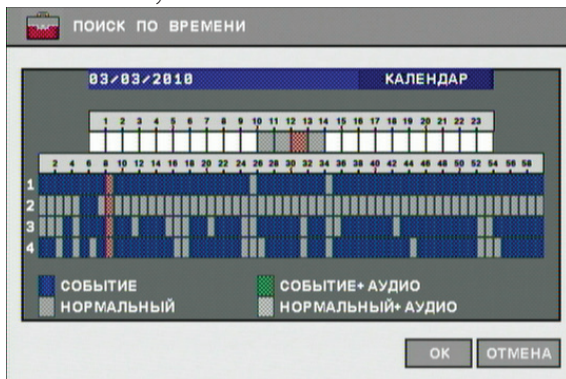 ПОИСК ПО ВРЕМЕНИ
03/03/2010 КАЛЕНДАР
1 2 3 4 5 6 7 8 9 10 11 12 13 14 15 16 17 18 19 20 21 22 23
2 4 6 8 10 12 14 16 18 20 22 24 26 28 30 32 34 36 38 40 42 44 46 48 50 52 54 56 58
1
2
3
4
СОБЫТИЕ СОБЫТИЕ+АУДИО
НОРМАЛЬНЫЙ НОРМАЛЬНЫЙ+АУДИО
ОК ОТМЕНА